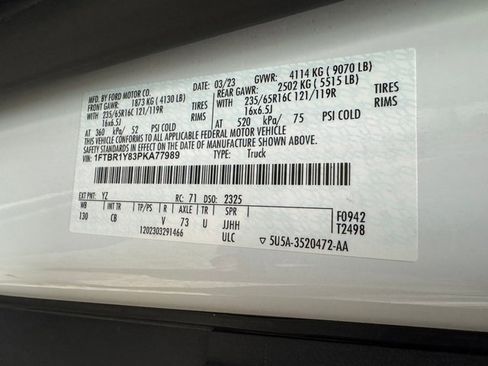 MFD. BY FORD MOTOR CO.
03/23 GVWR: 4114 KG ( 9070 LB)
FRONT GAWR: 1873 KG ( 4130 LB) REAR GAWR: 2502 KG ( 5515 LB)
WITH TIRES WITH TIRES
235/65R16C 121/119R 235/65R16C 121/119R
16x6.5J 16x6.5J
AT 360 kPa/ 52 PSI COLD AT 520 kPa/ 75 PSI COLD
THIS VEHICLE CONFORMS TO ALL APPLICABLE FEDERAL MOTOR VEHICLE
SAFETY STANDARDS IN EFFECT ON THE DATE OF MANUFACTURE SHOWN ABOVE.
VIN: 1FTBR1Y83PKA77989 TYPE: Truck
EXT PNT: YZ RC: 71 DSO: 2325
WB INT TR TP/PS R AXLE TR SPR F0942
130 CB V 73 U JJHH T2498
1202303291466 ULC ▽ 5U5A-3520472-AA